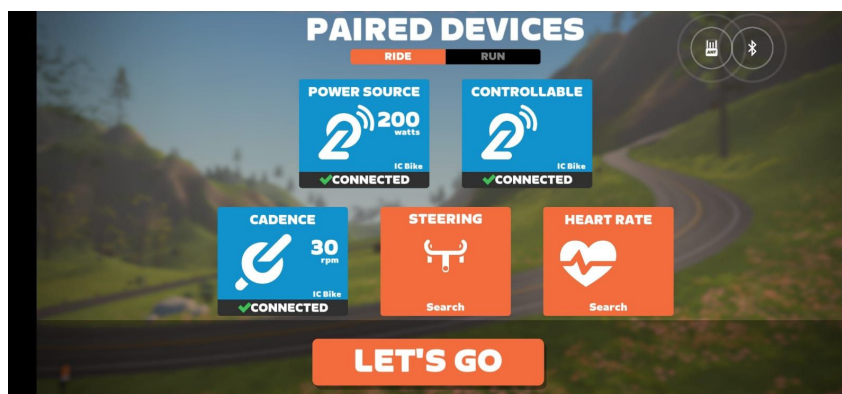 PAIRED DEVICES
RIDE
RUN
ANT
POWER SOURCE
200
watts
IC Bike
CONNECTED
CONTROLLABLE
IC Bike
CONNECTED
CADENCE
30
rpm
IC Bike
CONNECTED
STEERING
Search
HEART RATE
Search
LET'S GO